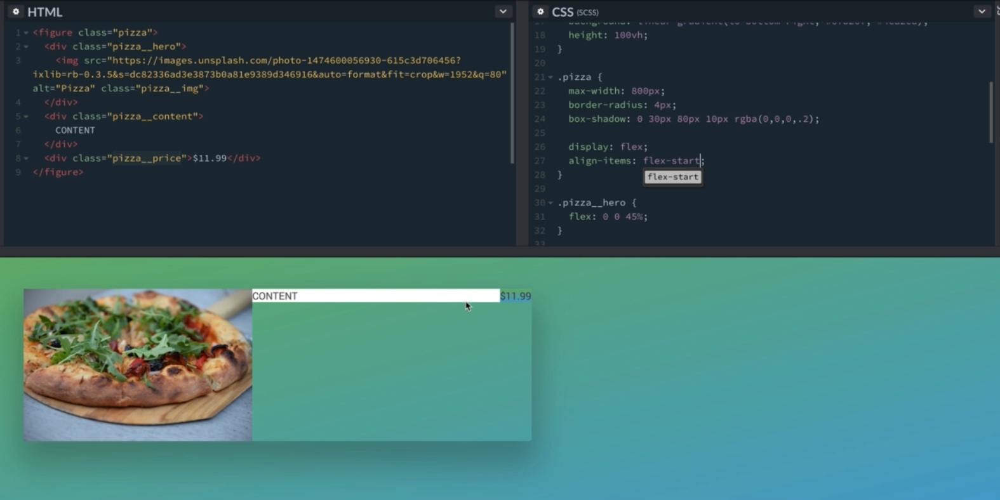 HTML
1 <figure class="pizza">
2 <div class="pizza__hero">
3 <img src="https://images.unsplash.com/photo-1474600056930-615c3d706456?
ixlib=rb-0.3.5&s=dc82336ad3e3873b0a81e9389d346916&auto=format&fit=crop&w=1952&q=80"
alt="Pizza" class="pizza__img">
4 </div>
5 <div class="pizza__content">
6 CONTENT
7 </div>
8 <div class="pizza__price">$11.99</div>
9 </figure>
CSS (SCSS)
18 height: 100vh;
19 }
20
21 .pizza {
22 max-width: 800px;
23 border-radius: 4px;
24 box-shadow: 0 30px 80px 10px rgba(0,0,0,.2);
25
26 display: flex;
27 align-items: flex-start;
flex-start
28 }
29
30 .pizza__hero {
31 flex: 0 0 45%;
32 }
33
CONTENT $11.99